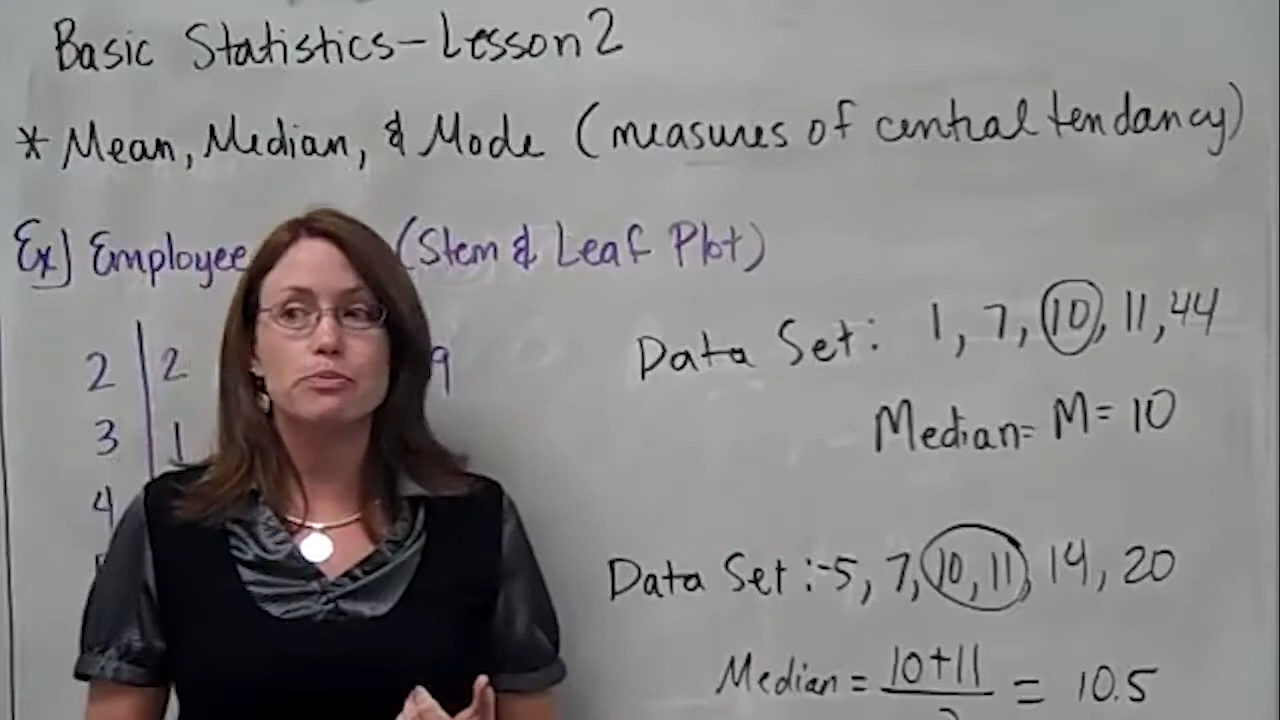 Basic Statistics - Lesson 2
* Mean, Median, & Mode (measures of central tendancy)
Ex) Employee (Stem & Leaf Plot)
2 | 2 9
3 | 1
4
Data Set: 1, 7, 10, 11, 44
Median = M = 10
Data Set: -5, 7, 10, 11, 14, 20
Median = 10+11 = 10.5